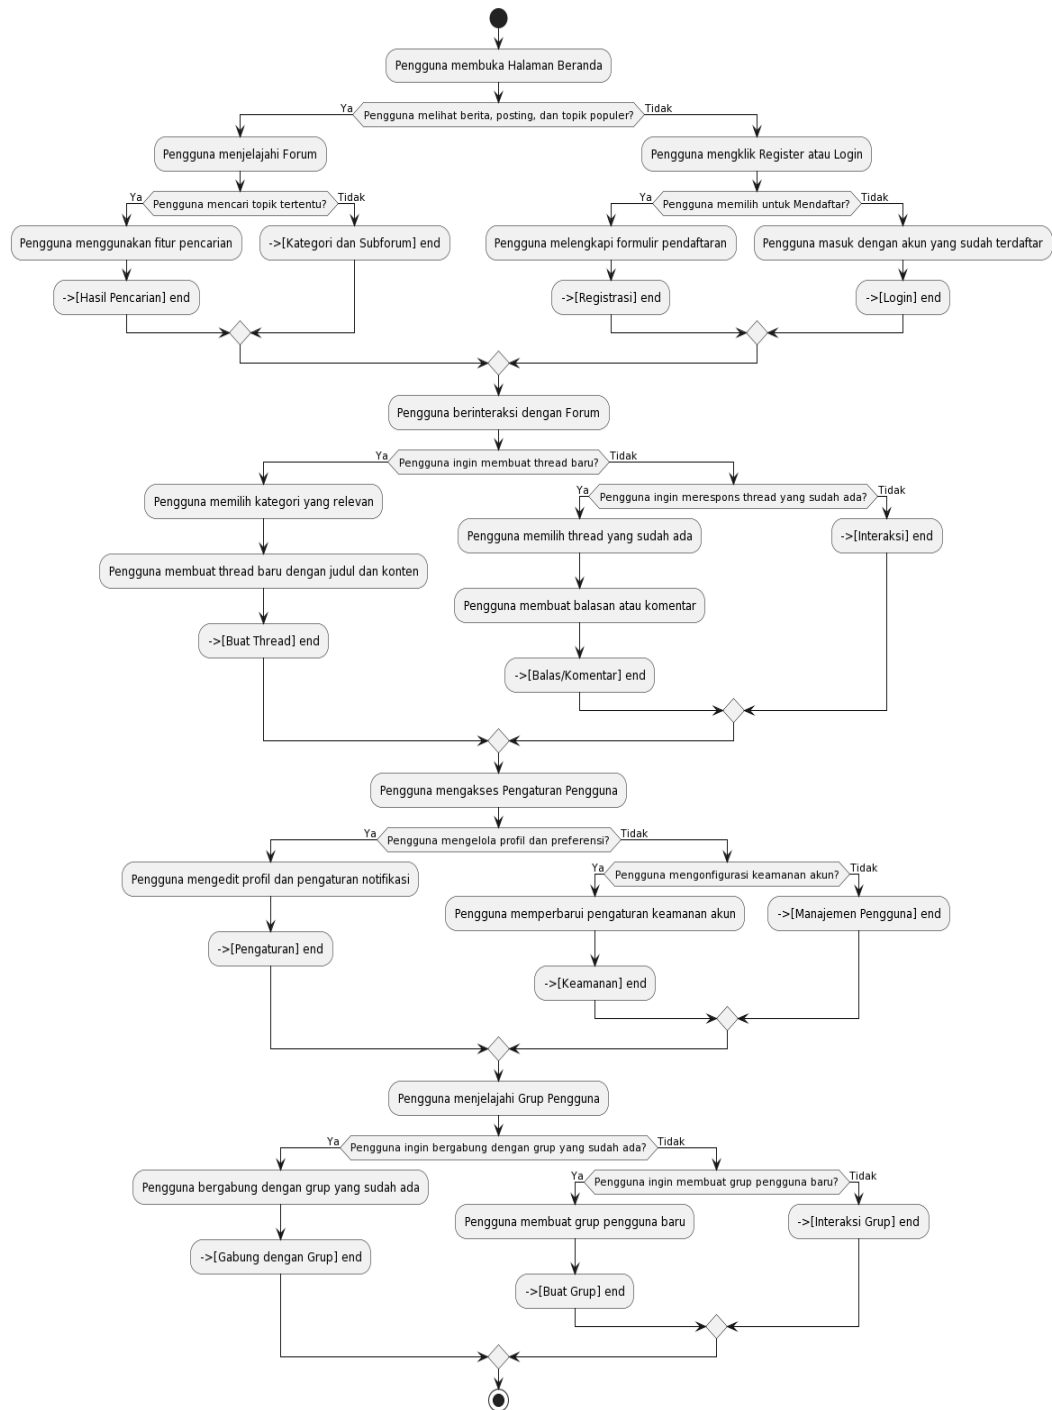 Pengguna membuka Halaman Beranda
Ya
Pengguna melihat berita, posting, dan topik populer?
Tidak
Pengguna menjelajahi Forum
Pengguna mengklik Register atau Login
Ya
Pengguna mencari topik tertentu?
Tidak
Ya
Pengguna memilih untuk Mendaftar?
Tidak
Pengguna menggunakan fitur pencarian
->[Kategori dan Subforum] end
Pengguna melengkapi formulir pendaftaran
Pengguna masuk dengan akun yang sudah terdaftar
->[Hasil Pencarian] end
->[Registrasi] end
->[Login] end
Pengguna berinteraksi dengan Forum
Ya
Pengguna ingin membuat thread baru?
Tidak
Pengguna memilih kategori yang relevan
Ya
Pengguna ingin merespons thread yang sudah ada?
Tidak
Pengguna memilih thread yang sudah ada
->[Interaksi] end
Pengguna membuat thread baru dengan judul dan konten
Pengguna membuat balasan atau komentar
->[Buat Thread] end
->[Balas/Komentar] end
Pengguna mengakses Pengaturan Pengguna
Ya
Pengguna mengelola profil dan preferensi?
Tidak
Pengguna mengedit profil dan pengaturan notifikasi
Ya
Pengguna mengonfigurasi keamanan akun?
Tidak
Pengguna memperbarui pengaturan keamanan akun
->[Manajemen Pengguna] end
->[Pengaturan] end
->[Keamanan] end
Pengguna menjelajahi Grup Pengguna
Ya
Pengguna ingin bergabung dengan grup yang sudah ada?
Tidak
Pengguna bergabung dengan grup yang sudah ada
Ya
Pengguna ingin membuat grup pengguna baru?
Tidak
Pengguna membuat grup pengguna baru
->[Interaksi Grup] end
->[Gabung dengan Grup] end
->[Buat Grup] end